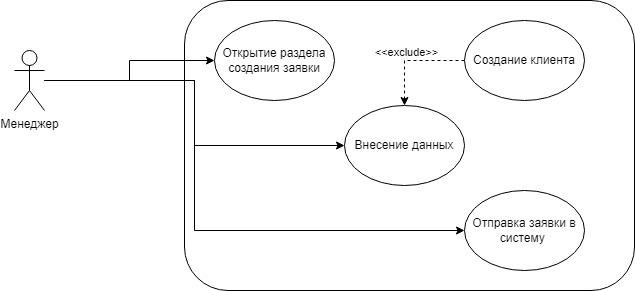 Открытие раздела
создания заявки
<<exclude>>
Создание клиента
Менеджер
Внесение данных
Отправка заявки в
систему